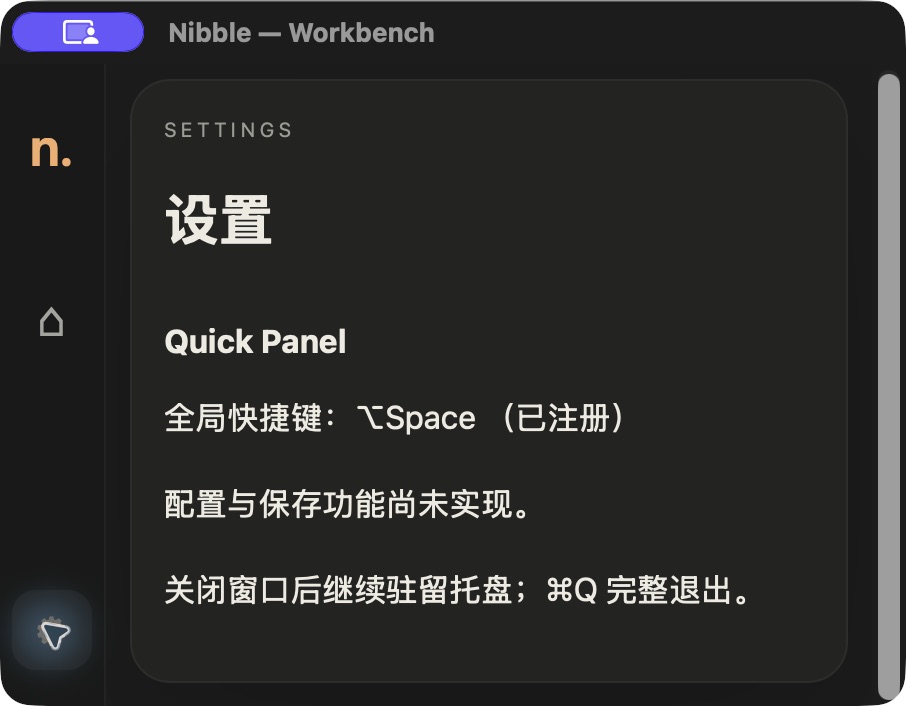 Nibble — Workbench
n.
SETTINGS
设置
Quick Panel
全局快捷键：⌥Space （已注册）
配置与保存功能尚未实现。
关闭窗口后继续驻留托盘；⌘Q 完整退出。